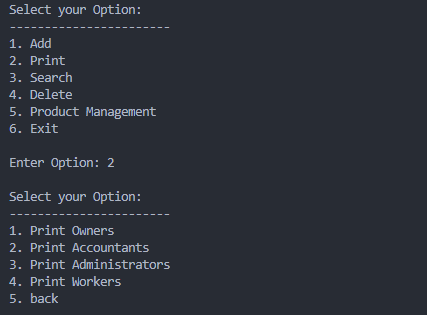 Select your Option:
-----------------------
1. Add
2. Print
3. Search
4. Delete
5. Product Management
6. Exit
Enter Option: 2
Select your Option:
-----------------------
1. Print Owners
2. Print Accountants
3. Print Administrators
4. Print Workers
5. back